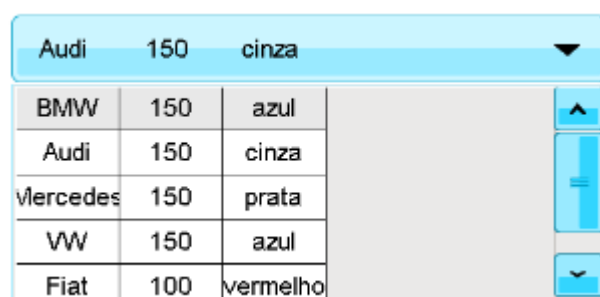 Audi 150 cinza
BMW 150 azul
Audi 150 cinza
Mercedes 150 prata
VW 150 azul
Fiat 100 vermelho